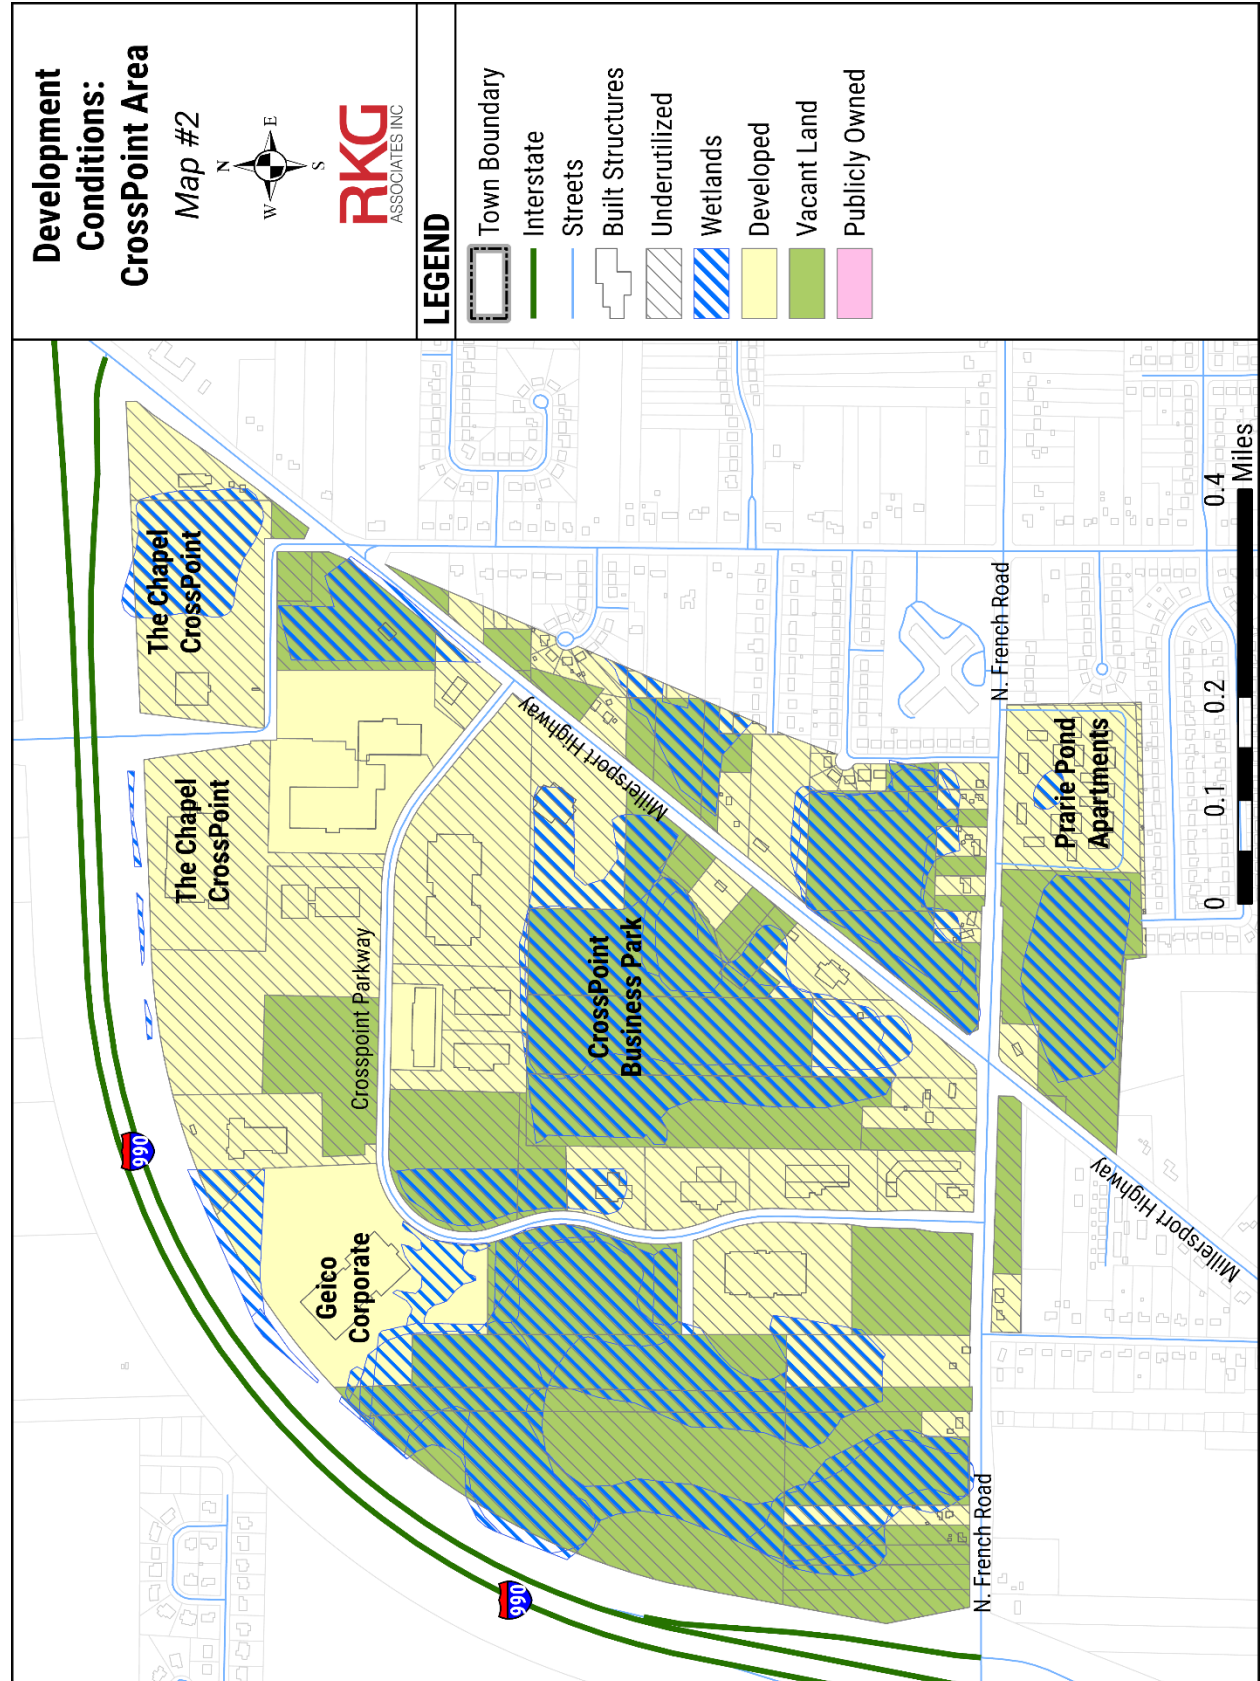 Development
Conditions:
CrossPoint Area
Map #2
N
W
E
S
RKG
ASSOCIATES INC
LEGEND
Town Boundary
Interstate
Streets
Built Structures
Underutilized
Wetlands
Developed
Vacant Land
Publicly Owned
The Chapel
CrossPoint
The Chapel
CrossPoint
Crosspoint Parkway
990
Geico
Corporate
CrossPoint
Business Park
Millersport Highway
N. French Road
Prarie Pond
Apartments
Millersport Highway
990
N. French Road
0
0.1
0.2
0.4
Miles